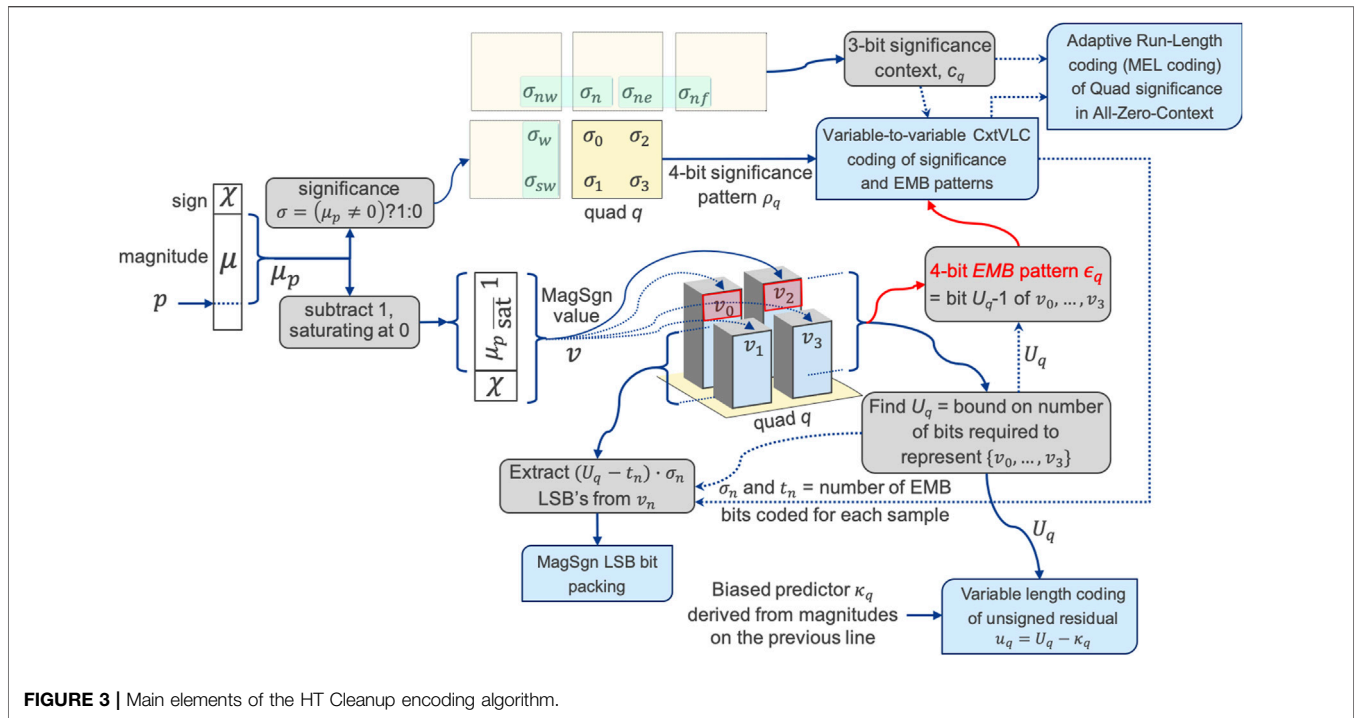 σ_nw σ_n σ_ne σ_nf
3-bit significance
context, c_q
Adaptive Run-Length
coding (MEL coding)
of Quad significance
in All-Zero-Context
σ_w
σ_sw
σ_0 σ_2
σ_1 σ_3
quad q
4-bit significance
pattern ρ_q
Variable-to-variable CxtVLC
coding of significance
and EMB patterns
sign χ
magnitude μ
p
μ_p
significance
σ = (μ_p ≠ 0)?1:0
subtract 1,
saturating at 0
μ_p sat― 1
χ
MagSgn
value
v
v_0 v_2
v_1 v_3
quad q
4-bit EMB pattern ϵ_q
= bit U_q-1 of v_0, …, v_3
U_q
Find U_q = bound on number
of bits required to
represent {v_0, …, v_3}
Extract (U_q − t_n) · σ_n
LSB's from v_n
σ_n and t_n = number of EMB
bits coded for each sample
U_q
MagSgn LSB bit
packing
Biased predictor κ_q
derived from magnitudes
on the previous line
Variable length coding
of unsigned residual
u_q = U_q − κ_q
FIGURE 3 | Main elements of the HT Cleanup encoding algorithm.